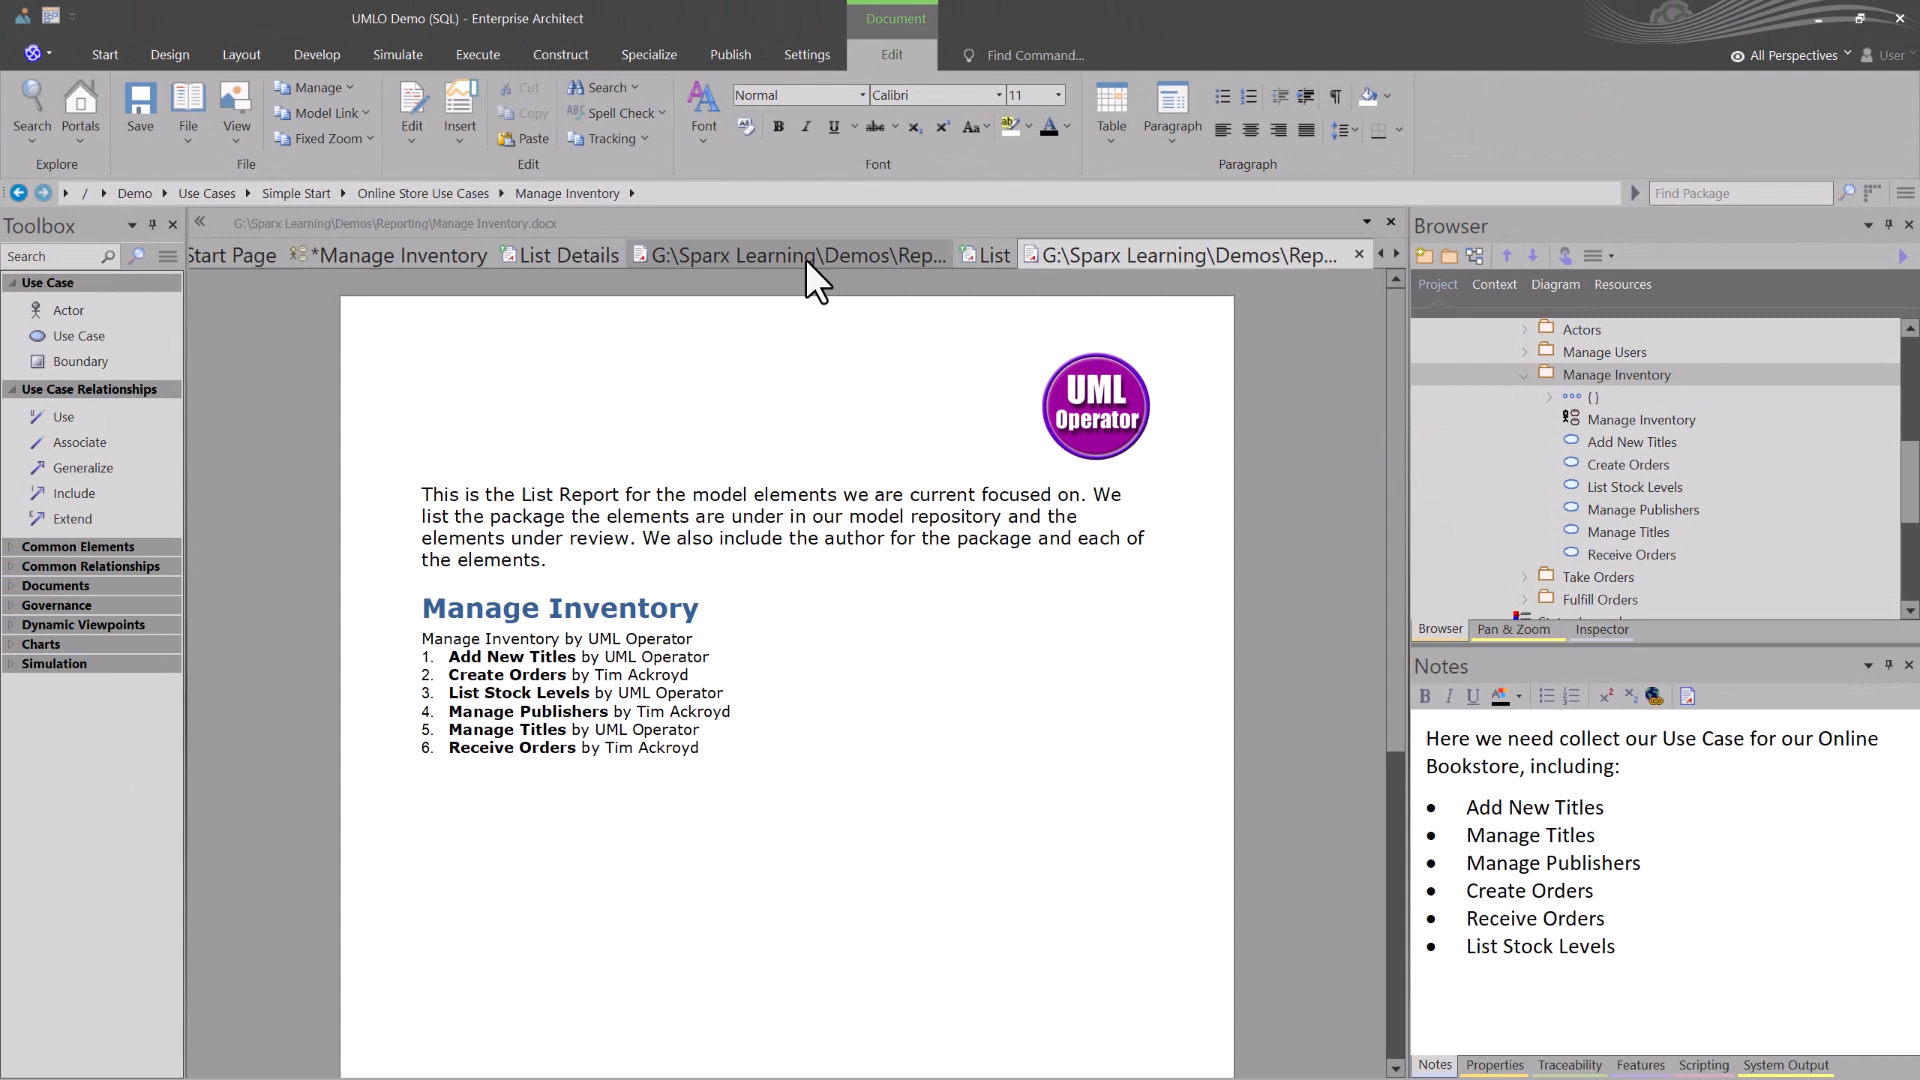 UMLO Demo (SQL) - Enterprise Architect
Document
Start Design Layout Develop Simulate Execute Construct Specialize Publish Settings Edit Find Command... All Perspectives User
Search Portals Save File View Manage Model Link Fixed Zoom Edit Insert Cut Copy Paste Search Spell Check Tracking Font Normal Calibri 11 Table Paragraph
Explore File Edit Font Paragraph
/ Demo Use Cases Simple Start Online Store Use Cases Manage Inventory Find Package
Toolbox
G:\Sparx Learning\Demos\Reporting\Manage Inventory.docx
Start Page *Manage Inventory List Details G:\Sparx Learning\Demos\Rep... List G:\Sparx Learning\Demos\Rep...
Search
Use Case
Actor
Use Case
Boundary
Use Case Relationships
Use
Associate
Generalize
Include
Extend
Common Elements
Common Relationships
Documents
Governance
Dynamic Viewpoints
Charts
Simulation
UML
Operator
This is the List Report for the model elements we are current focused on. We
list the package the elements are under in our model repository and the
elements under review. We also include the author for the package and each of
the elements.
Manage Inventory
Manage Inventory by UML Operator
1. Add New Titles by UML Operator
2. Create Orders by Tim Ackroyd
3. List Stock Levels by UML Operator
4. Manage Publishers by Tim Ackroyd
5. Manage Titles by UML Operator
6. Receive Orders by Tim Ackroyd
Browser
Project Context Diagram Resources
Actors
Manage Users
Manage Inventory
{ }
Manage Inventory
Add New Titles
Create Orders
List Stock Levels
Manage Publishers
Manage Titles
Receive Orders
Take Orders
Fulfill Orders
Browser Pan & Zoom Inspector
Notes
Here we need collect our Use Case for our Online
Bookstore, including:
• Add New Titles
• Manage Titles
• Manage Publishers
• Create Orders
• Receive Orders
• List Stock Levels
Notes Properties Traceability Features Scripting System Output